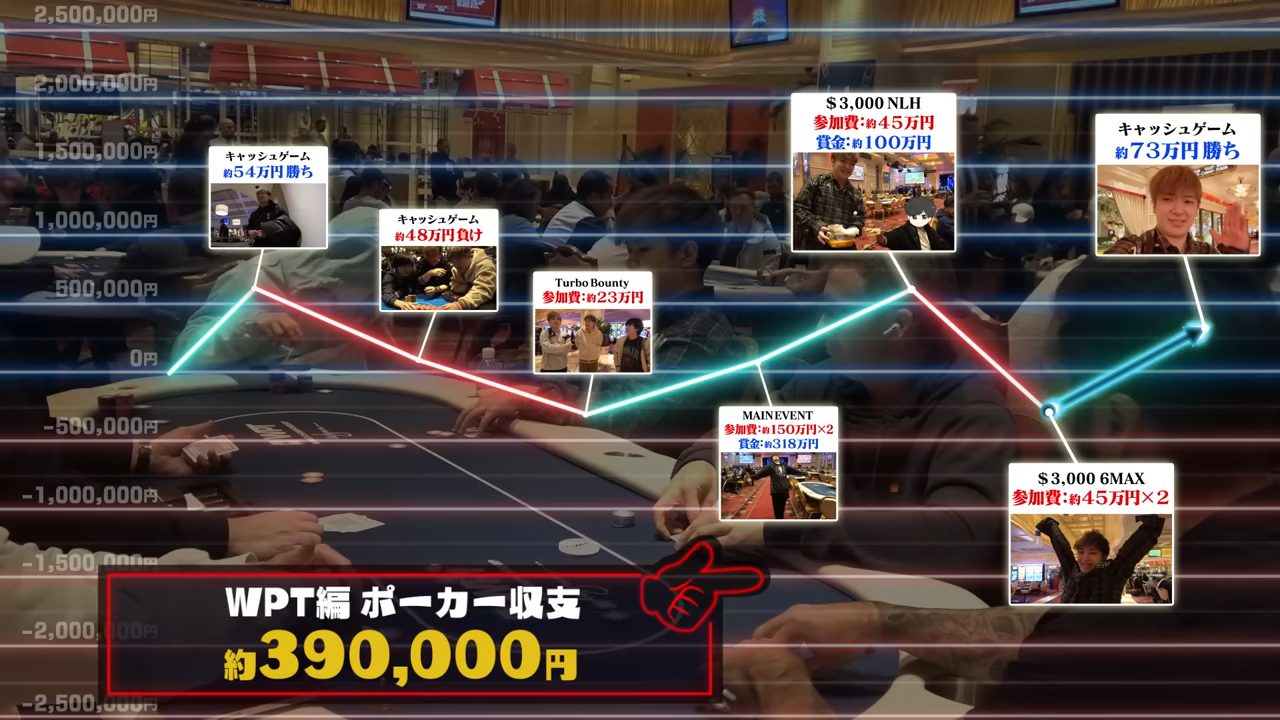 2,500,000円
2,000,000円
1,500,000円
1,000,000円
500,000円
0円
-500,000円
-1,000,000円
-1,500,000円
-2,000,000円
-2,500,000円
キャッシュゲーム
約54万円 勝ち
キャッシュゲーム
約48万円 負け
Turbo Bounty
参加費:約23万円
MAIN EVENT
参加費:約150万円×2
賞金:約318万円
$3,000 NLH
参加費:約45万円
賞金:約100万円
$3,000 6MAX
参加費:約45万円×2
キャッシュゲーム
約73万円 勝ち
WPT編 ポーカー収支
約390,000円